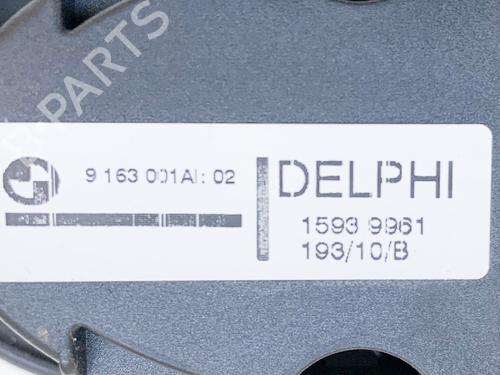 B-PARTS
9 163 001AI: 02
DELPHI
1593 9961
193/10/B